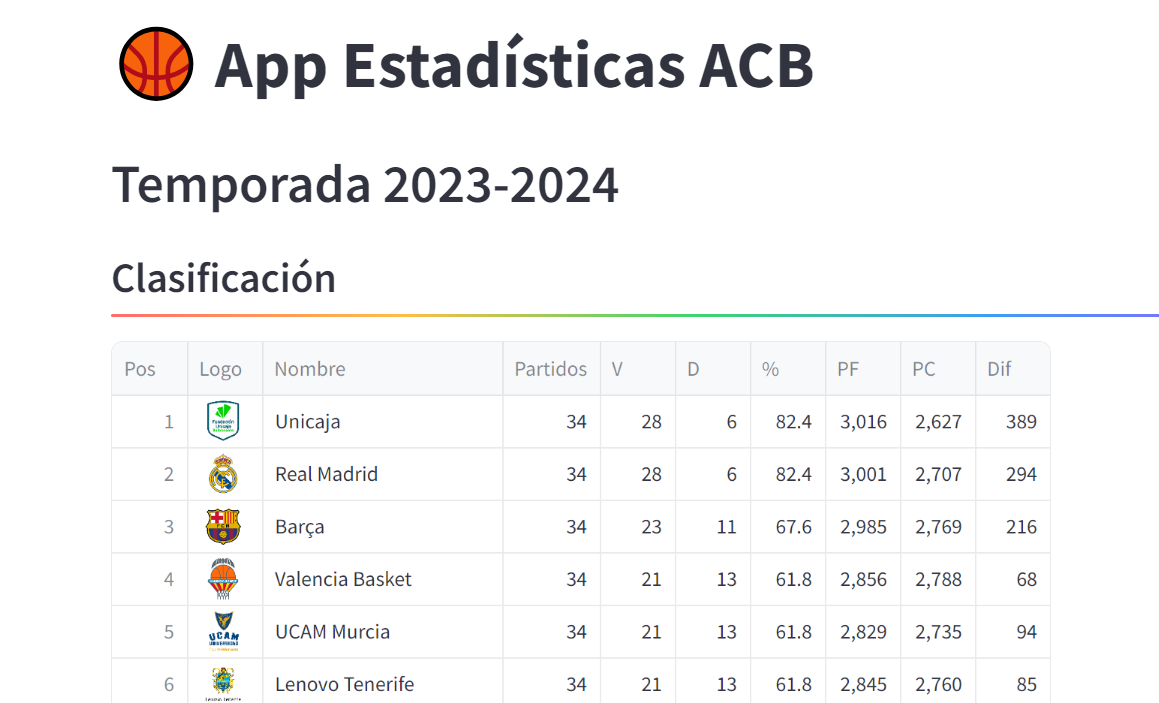 App Estadísticas ACB
Temporada 2023-2024
Clasificación
Pos Logo Nombre Partidos V D % PF PC Dif
1 Unicaja 34 28 6 82.4 3,016 2,627 389
2 Real Madrid 34 28 6 82.4 3,001 2,707 294
3 Barça 34 23 11 67.6 2,985 2,769 216
4 Valencia Basket 34 21 13 61.8 2,856 2,788 68
5 UCAM UCAM Murcia 34 21 13 61.8 2,829 2,735 94
6 Lenovo Tenerife 34 21 13 61.8 2,845 2,760 85